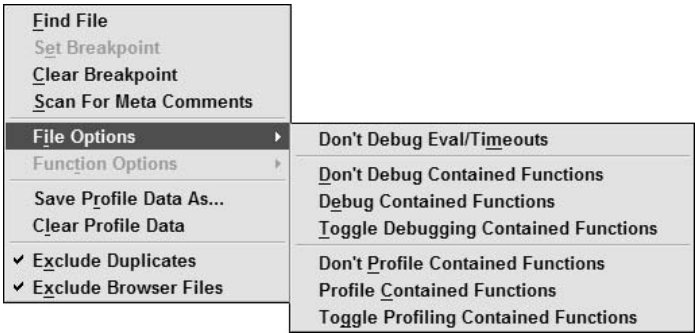 Find File
Set Breakpoint
Clear Breakpoint
Scan For Meta Comments
File Options
Function Options
Save Profile Data As...
Clear Profile Data
Exclude Duplicates
Exclude Browser Files
Don't Debug Eval/Timeouts
Don't Debug Contained Functions
Debug Contained Functions
Toggle Debugging Contained Functions
Don't Profile Contained Functions
Profile Contained Functions
Toggle Profiling Contained Functions